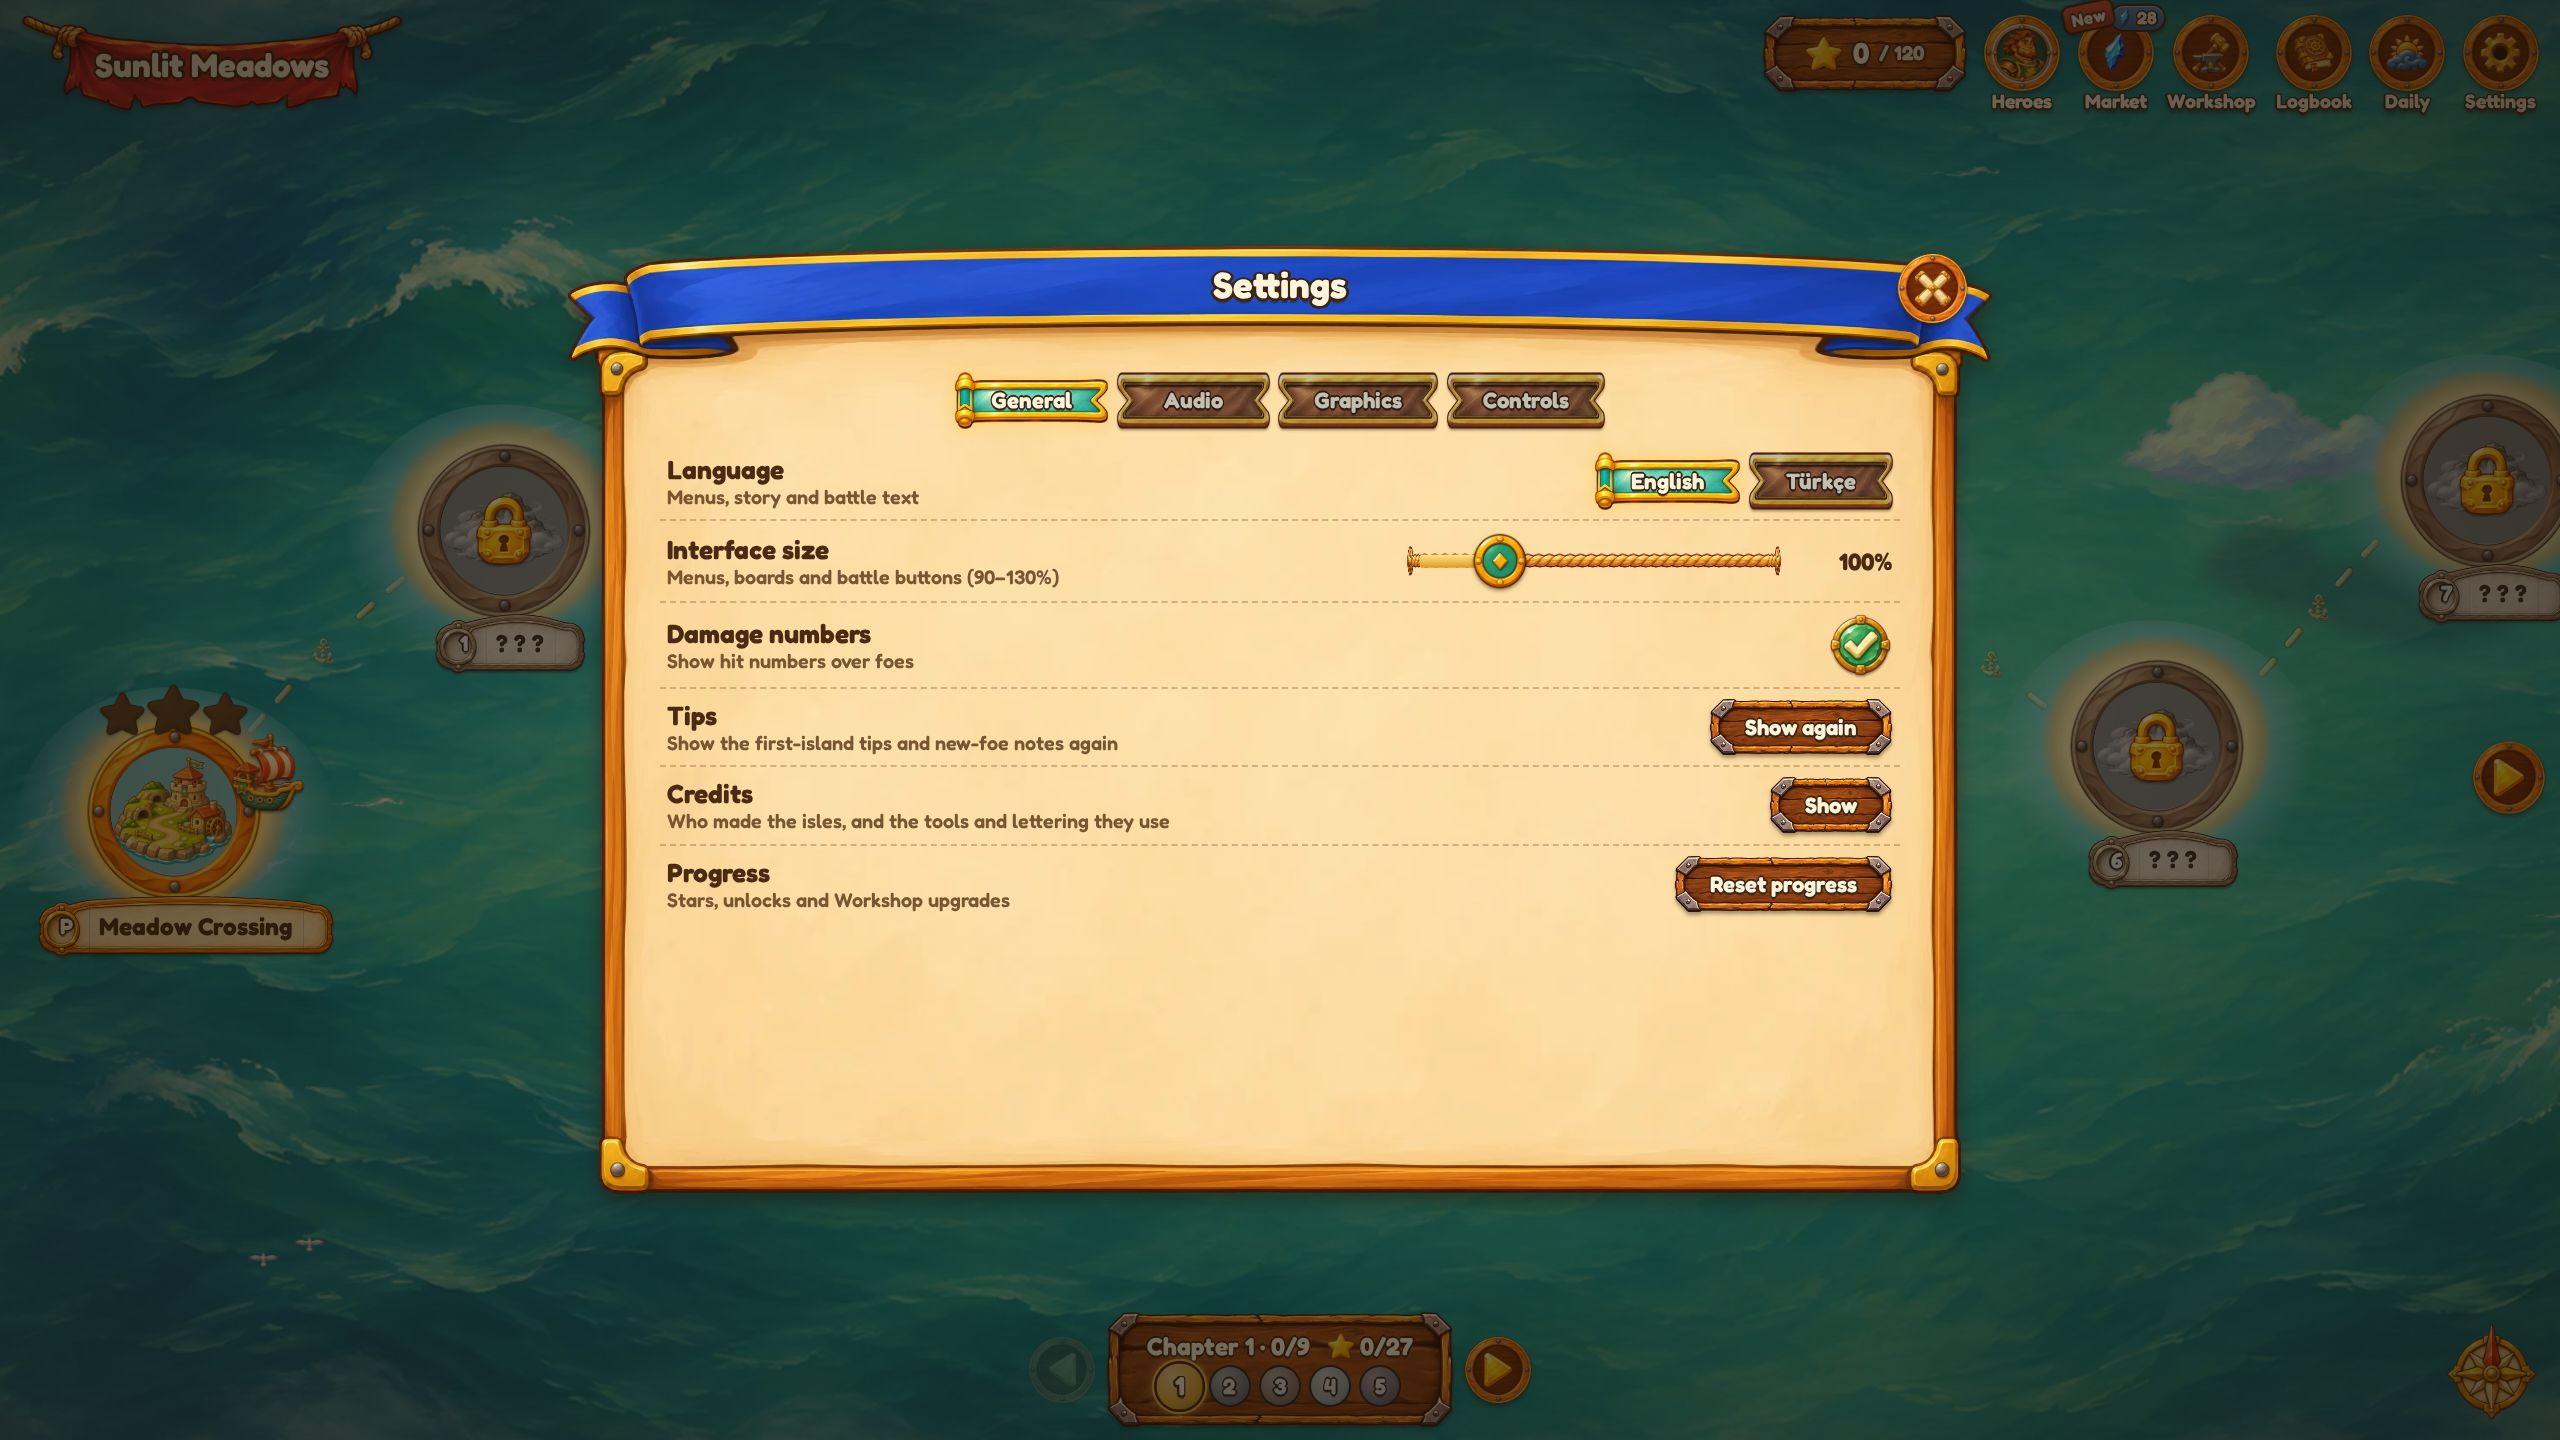 Sunlit Meadows
0 / 120
New
28
Heroes
Market
Workshop
Logbook
Daily
Settings
Settings
General
Audio
Graphics
Controls
Language
Menus, story and battle text
English
Türkçe
Interface size
Menus, boards and battle buttons (90–130%)
100%
Damage numbers
Show hit numbers over foes
Tips
Show the first-island tips and new-foe notes again
Show again
Credits
Who made the isles, and the tools and lettering they use
Show
Progress
Stars, unlocks and Workshop upgrades
Reset progress
1 ???
P Meadow Crossing
7 ???
6 ???
Chapter 1 · 0/9 0/27
1 2 3 4 5